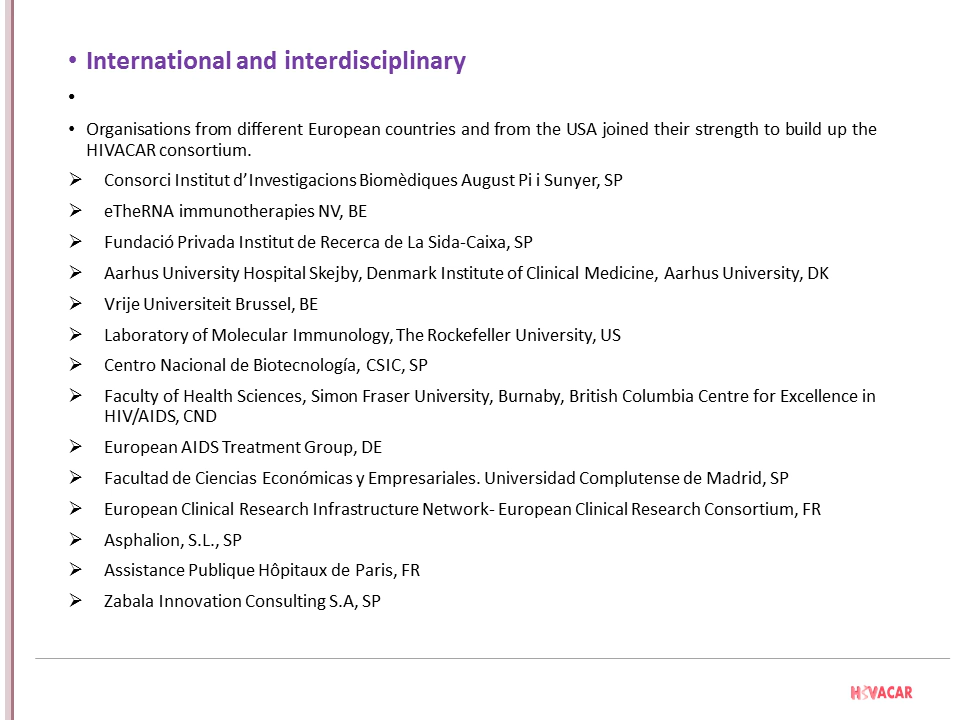 • International and interdisciplinary
•
• Organisations from different European countries and from the USA joined their strength to build up the
HIVACAR consortium.
➢ Consorci Institut d’Investigacions Biomèdiques August Pi i Sunyer, SP
➢ eTheRNA immunotherapies NV, BE
➢ Fundació Privada Institut de Recerca de La Sida-Caixa, SP
➢ Aarhus University Hospital Skejby, Denmark Institute of Clinical Medicine, Aarhus University, DK
➢ Vrije Universiteit Brussel, BE
➢ Laboratory of Molecular Immunology, The Rockefeller University, US
➢ Centro Nacional de Biotecnología, CSIC, SP
➢ Faculty of Health Sciences, Simon Fraser University, Burnaby, British Columbia Centre for Excellence in
HIV/AIDS, CND
➢ European AIDS Treatment Group, DE
➢ Facultad de Ciencias Económicas y Empresariales. Universidad Complutense de Madrid, SP
➢ European Clinical Research Infrastructure Network- European Clinical Research Consortium, FR
➢ Asphalion, S.L., SP
➢ Assistance Publique Hôpitaux de Paris, FR
➢ Zabala Innovation Consulting S.A, SP
HIVACAR